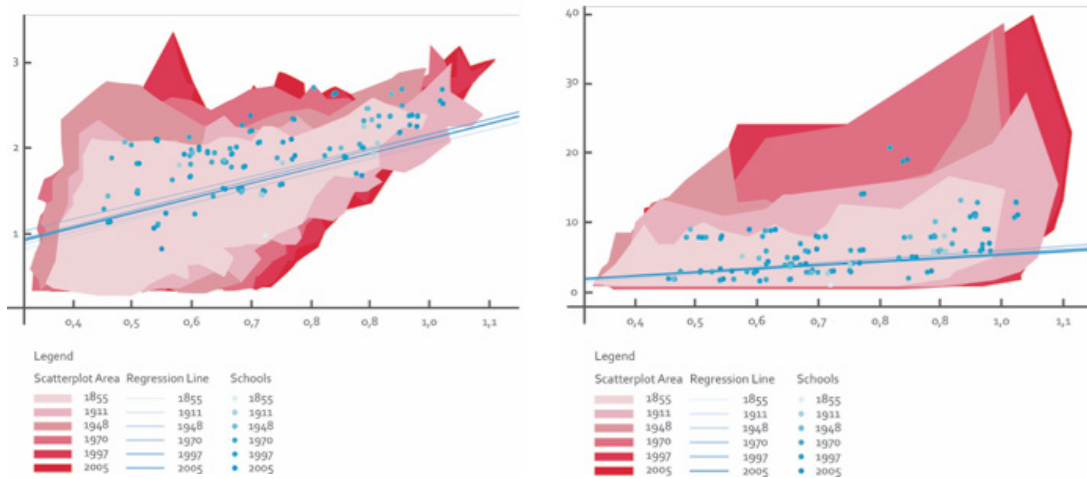 3
2
1
0,4 0,5 0,6 0,7 0,8 0,8 1,0 1,1
Legend
Scatterplot Area Regression Line Schools
1855 1855 1855
1911 1911 1911
1948 1948 1948
1970 1970 1970
1997 1997 1997
2005 2005 2005
40
30
20
10
0
0,4 0,5 0,6 0,7 0,8 0,8 1,0 1,1
Legend
Scatterplot Area Regression Line Schools
1855 1855 1855
1911 1911 1911
1948 1948 1948
1970 1970 1970
1997 1997 1997
2005 2005 2005